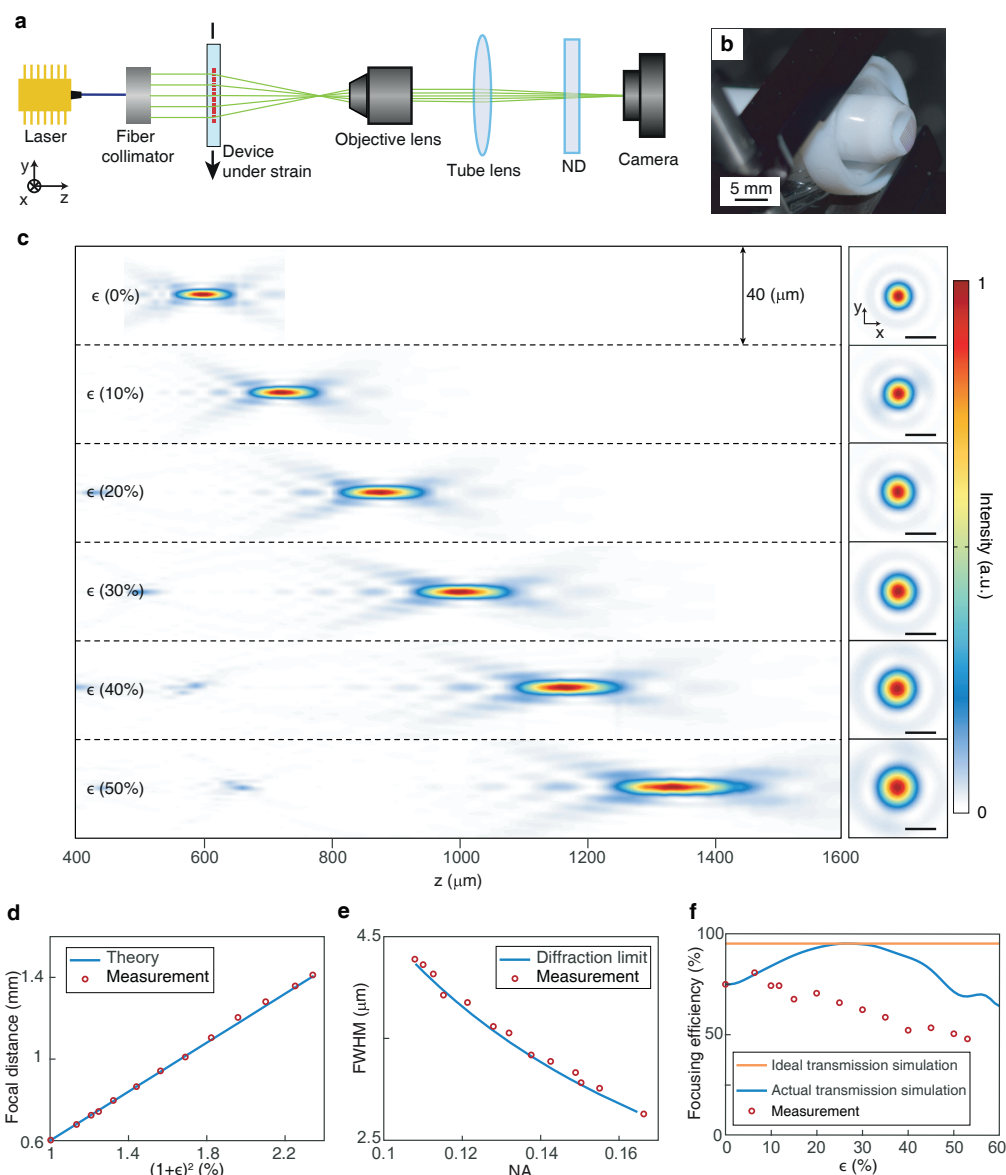 a
Laser
Fiber
collimator
Device
under strain
Objective lens
Tube lens
ND
Camera
y
x
z
b
5 mm
c
ϵ (0%)
40 (μm)
ϵ (10%)
ϵ (20%)
ϵ (30%)
ϵ (40%)
ϵ (50%)
400
600
800
1000
1200
1400
1600
z (μm)
y
x
1
0
Intensity (a.u.)
d
Theory
Measurement
Focal distance (mm)
1.4
1
0.6
1
1.4
1.8
2.2
(1+ϵ)² (%)
e
Diffraction limit
Measurement
FWHM (μm)
4.5
2.5
0.1
0.12
0.14
0.16
NA
f
Focusing efficiency (%)
100
50
0
Ideal transmission simulation
Actual transmission simulation
Measurement
0
10
20
30
40
50
60
ϵ (%)